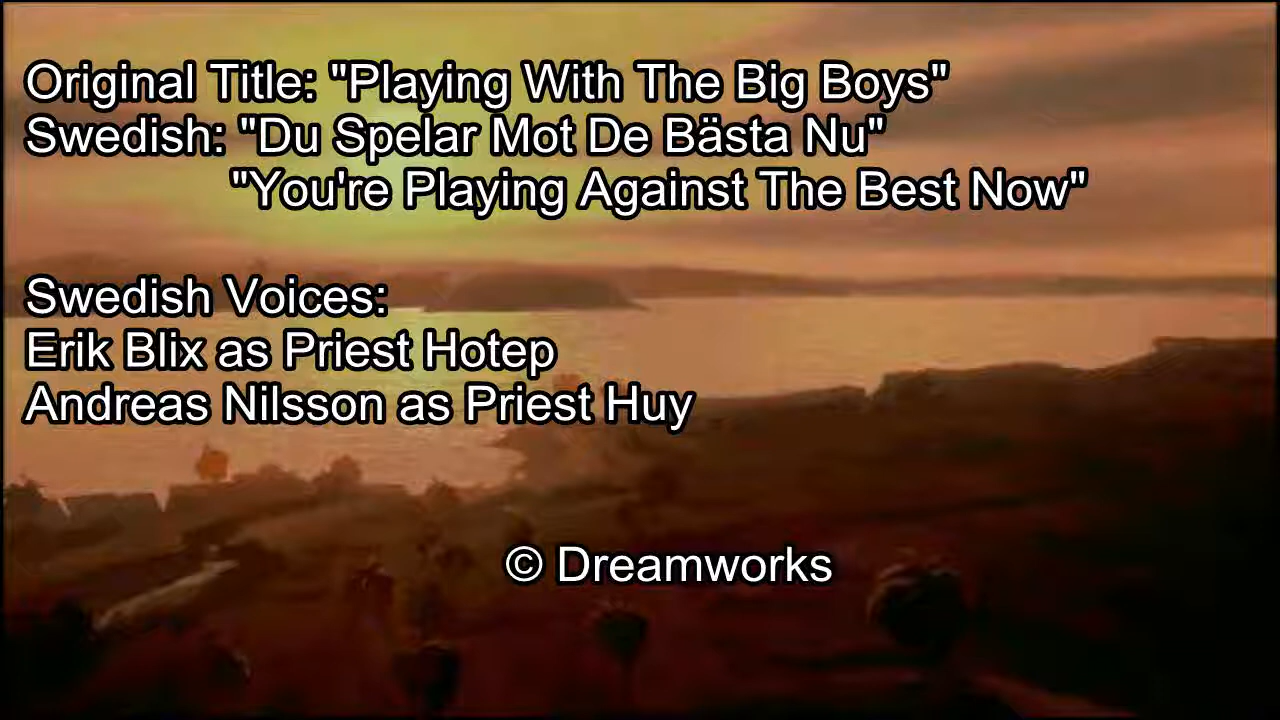 Original Title: "Playing With The Big Boys"
Swedish: "Du Spelar Mot De Bästa Nu"
"You're Playing Against The Best Now"
Swedish Voices:
Erik Blix as Priest Hotep
Andreas Nilsson as Priest Huy
© Dreamworks